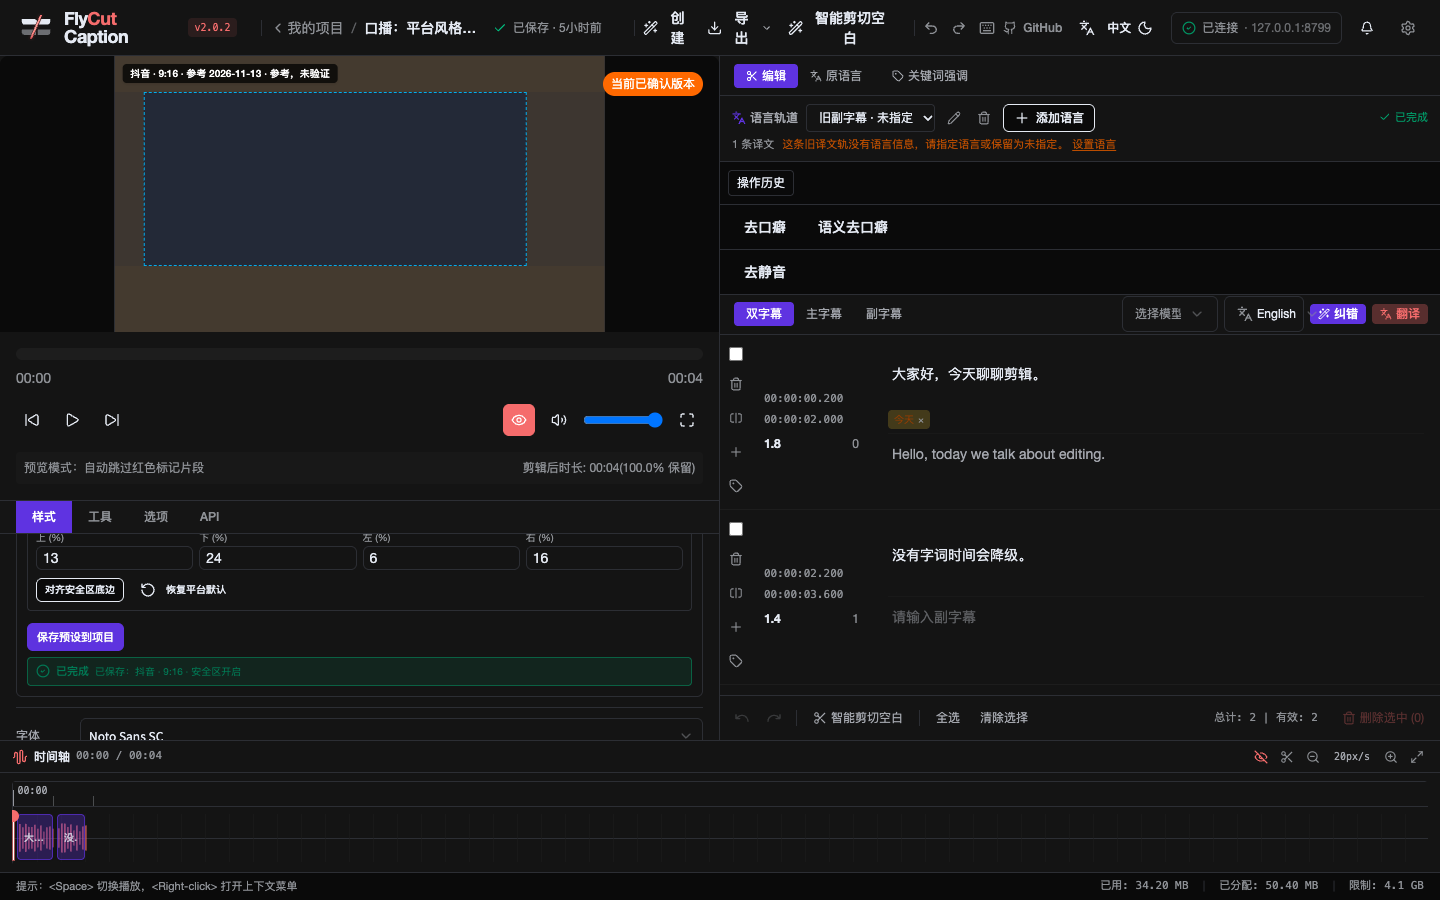 FlyCut
Caption
v2.0.2
我的项目 / 口播：平台风格...
已保存 · 5小时前
创建
导出
智能剪切空白
GitHub
中文
已连接 · 127.0.0.1:8799
抖音 · 9:16 · 参考 2026-11-13 · 参考，未验证
当前已确认版本
00:00
00:04
预览模式：自动跳过红色标记片段
剪辑后时长: 00:04(100.0% 保留)
样式
工具
选项
API
上 (%)
下 (%)
左 (%)
右 (%)
13
24
6
16
对齐安全区底边
恢复平台默认
保存预设到项目
已完成 已保存：抖音 · 9:16 · 安全区开启
字体
Noto Sans SC
编辑
原语言
关键词强调
语言轨道
旧副字幕 · 未指定
添加语言
已完成
1 条译文 这条旧译文轨没有语言信息，请指定语言或保留为未指定。 设置语言
操作历史
去口癖
语义去口癖
去静音
双字幕
主字幕
副字幕
选择模型
English
纠错
翻译
大家好，今天聊聊剪辑。
00:00:00.200
00:00:02.000
今天 ×
1.8
0
Hello, today we talk about editing.
没有字词时间会降级。
00:00:02.200
00:00:03.600
1.4
1
请输入副字幕
智能剪切空白
全选
清除选择
总计: 2 | 有效: 2
删除选中 (0)
时间轴 00:00 / 00:04
20px/s
00:00
大...
没.
提示：<Space> 切换播放，<Right-click> 打开上下文菜单
已用: 34.20 MB
已分配: 50.40 MB
限制: 4.1 GB